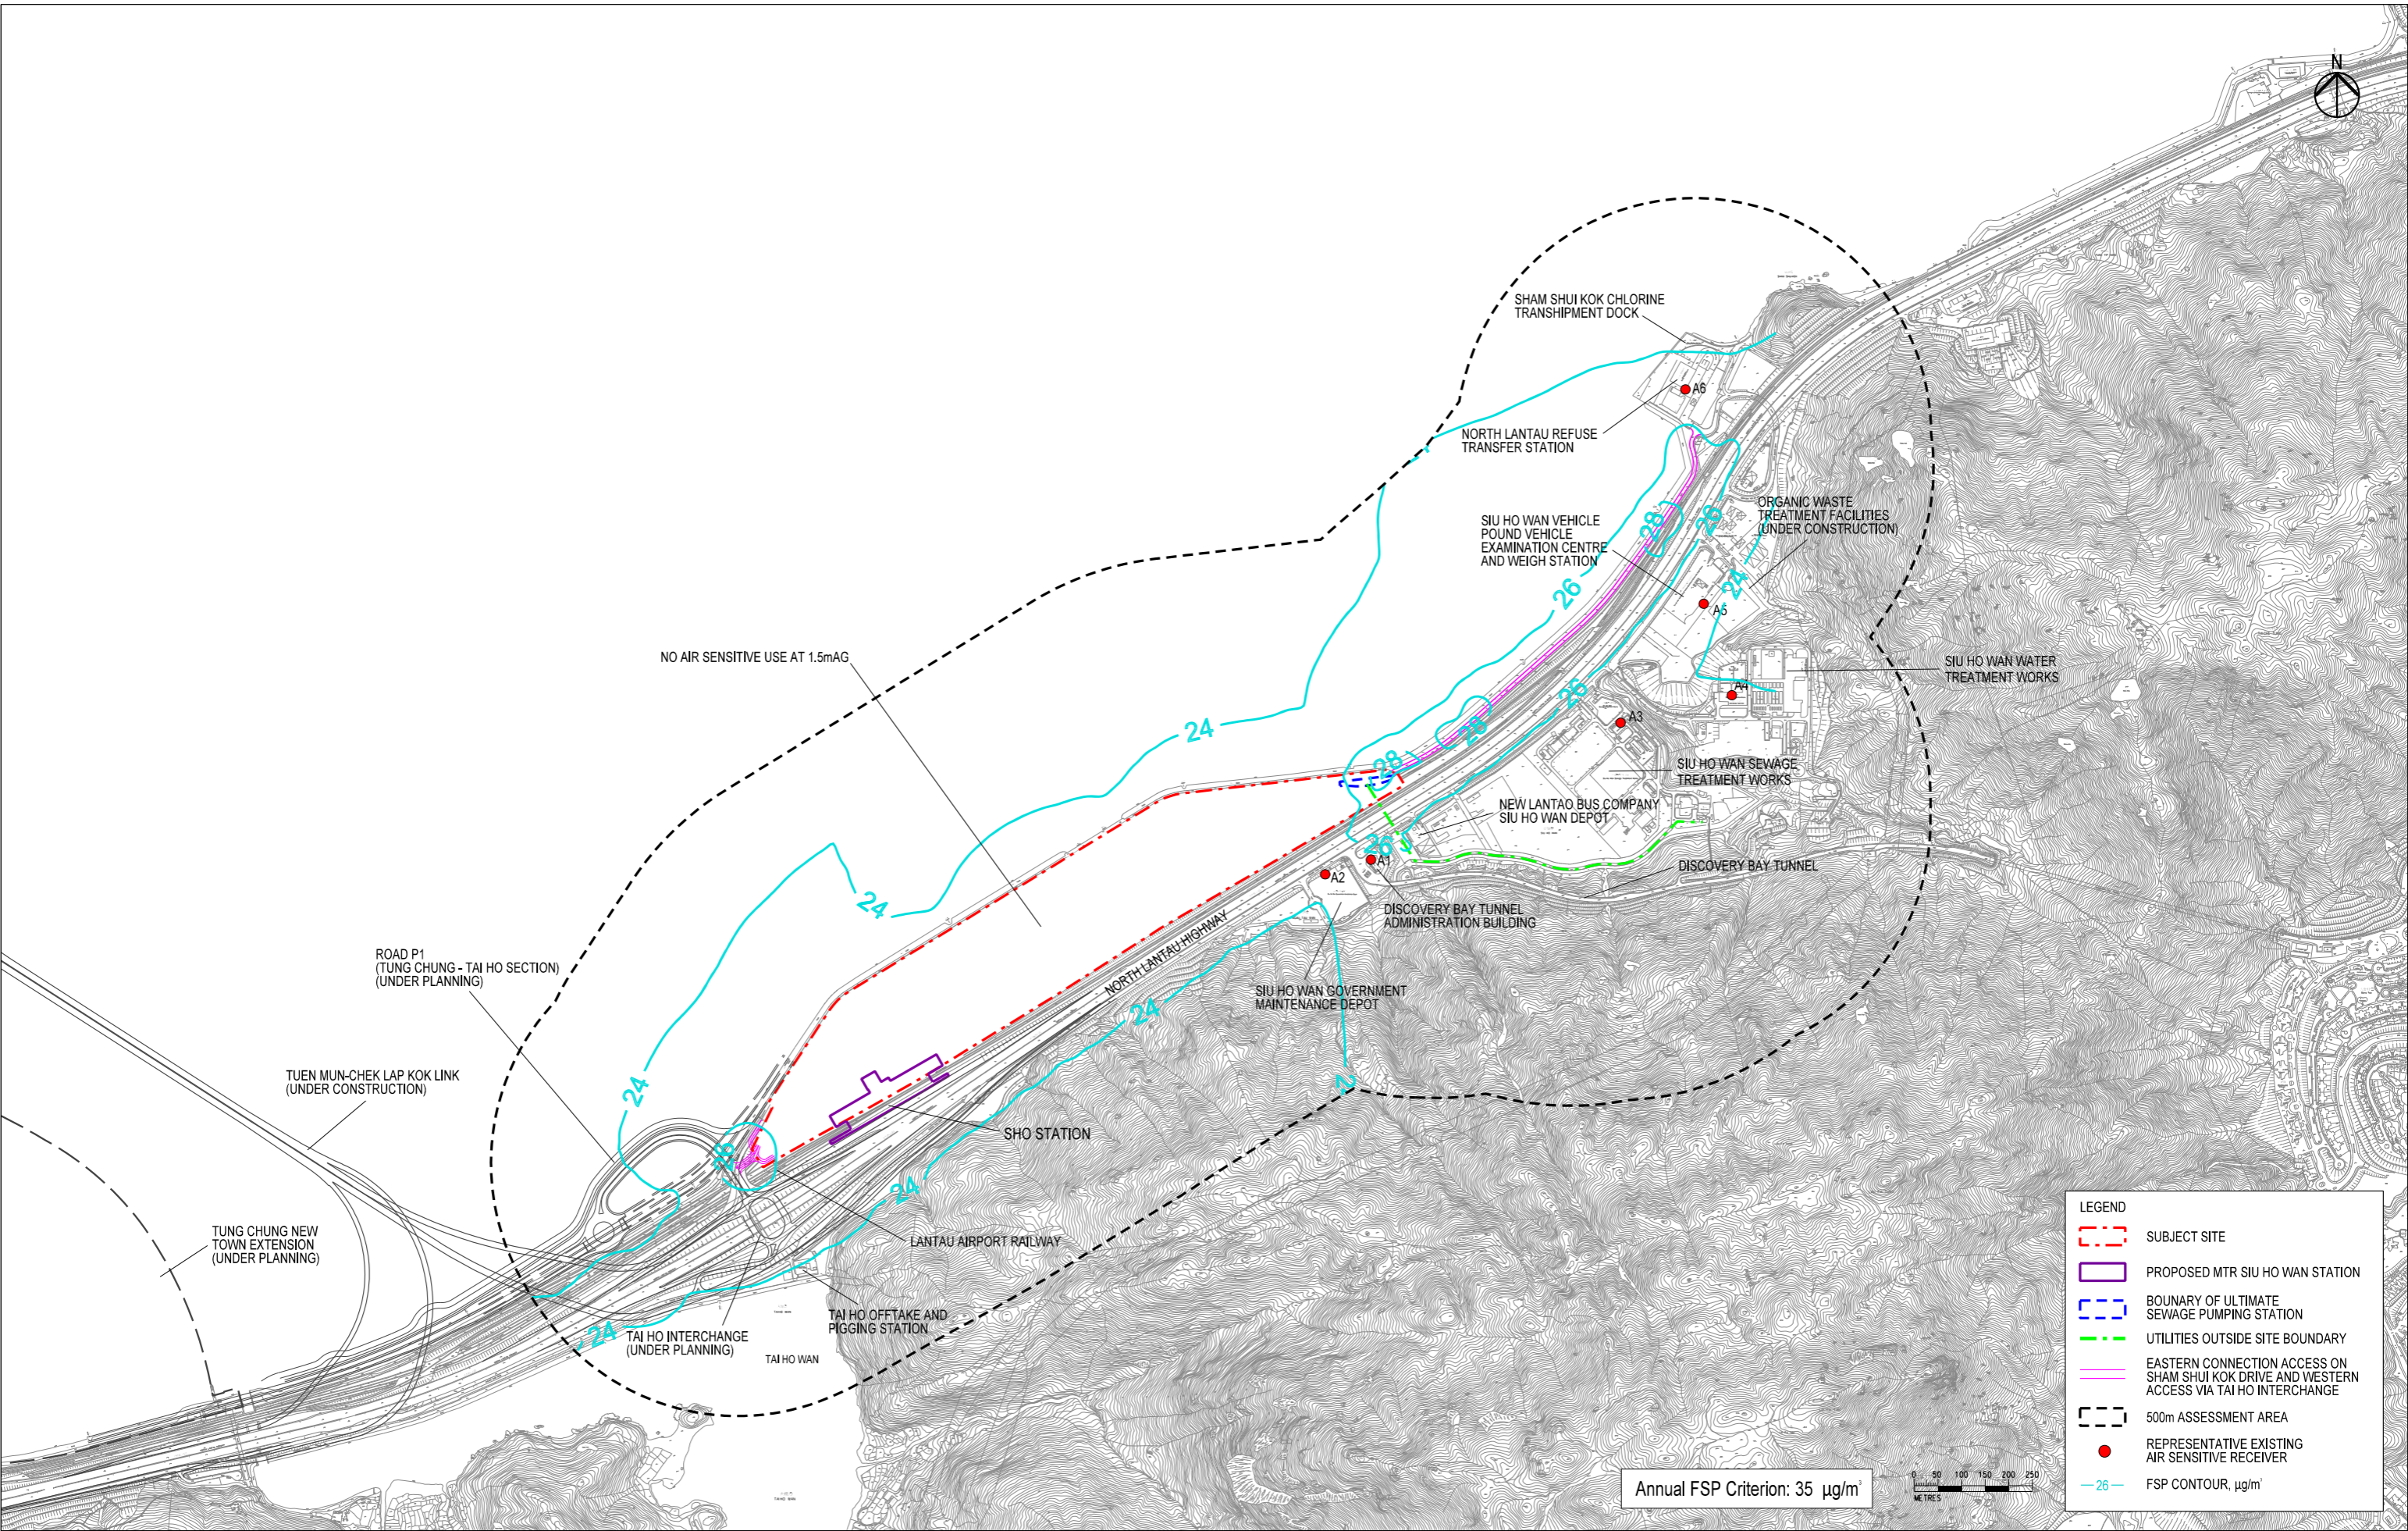 N
SHAM SHUI KOK CHLORINE
TRANSHIPMENT DOCK
A6
NORTH LANTAU REFUSE
TRANSFER STATION
28
26
ORGANIC WASTE
TREATMENT FACILITIES
(UNDER CONSTRUCTION)
SIU HO WAN VEHICLE
POUND VEHICLE
EXAMINATION CENTRE
AND WEIGH STATION
24
26
A5
NO AIR SENSITIVE USE AT 1.5mAG
SIU HO WAN WATER
TREATMENT WORKS
A4
26
A3
24
28
28
SIU HO WAN SEWAGE
TREATMENT WORKS
NEW LANTAO BUS COMPANY
SIU HO WAN DEPOT
26
A1
A2
DISCOVERY BAY TUNNEL
DISCOVERY BAY TUNNEL
ADMINISTRATION BUILDING
24
NORTH LANTAU HIGHWAY
ROAD P1
(TUNG CHUNG - TAI HO SECTION)
(UNDER PLANNING)
SIU HO WAN GOVERNMENT
MAINTENANCE DEPOT
24
TUEN MUN-CHEK LAP KOK LINK
(UNDER CONSTRUCTION)
24
SHO STATION
26
24
TUNG CHUNG NEW
TOWN EXTENSION
(UNDER PLANNING)
LANTAU AIRPORT RAILWAY
TAI HO OFFTAKE AND
PIGGING STATION
24
TAI HO INTERCHANGE
(UNDER PLANNING)
TAI HO WAN
LEGEND
SUBJECT SITE
PROPOSED MTR SIU HO WAN STATION
BOUNARY OF ULTIMATE
SEWAGE PUMPING STATION
UTILITIES OUTSIDE SITE BOUNDARY
EASTERN CONNECTION ACCESS ON
SHAM SHUI KOK DRIVE AND WESTERN
ACCESS VIA TAI HO INTERCHANGE
500m ASSESSMENT AREA
REPRESENTATIVE EXISTING
AIR SENSITIVE RECEIVER
26 FSP CONTOUR, µg/m³
Annual FSP Criterion: 35 µg/m³
0 50 100 150 200 250
METRES